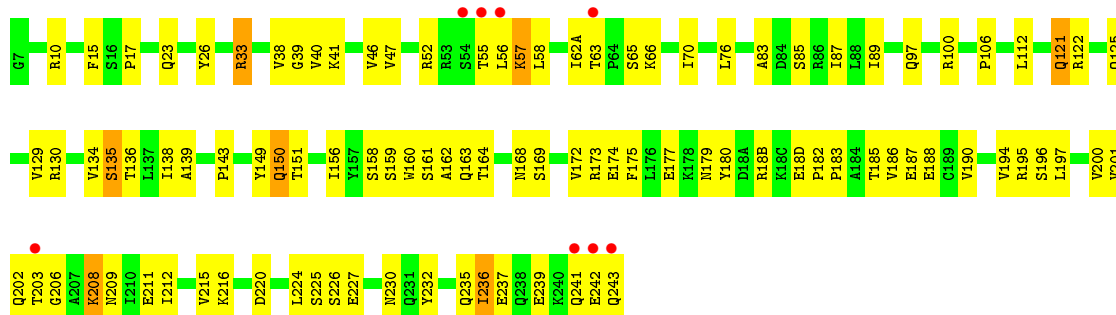 G7 R10 F15 S16 P17 Q23 Y26 R33 V38 G39 V40 K41 V46 V47 R52 R53 S54 T55 L56 K57 L58 I62A T63 P64 S65 K66 I70 L76 A83 D84 S85 R86 I87 L88 I89 Q97 R100 P106 L112 Q121 R122 Q125
V129 R130 V134 S135 T136 L137 I138 A139 P143 Y149 Q150 T151 I156 Y157 S158 S159 W160 S161 A162 Q163 T164 N168 S169 V172 R173 E174 F175 L176 E177 K178 N179 Y180 D18A R18B K18C E18D P182 P183 A184 T185 V186 E187 E188 C189 V190 V194 R195 S196 L197 V200
Q202 T203 G206 A207 K208 N209 I210 E211 I212 V215 K216 D220 L224 S225 S226 E227 N230 Q231 Y232 Q235 I236 E237 Q238 E239 K240 Q241 E242 Q243